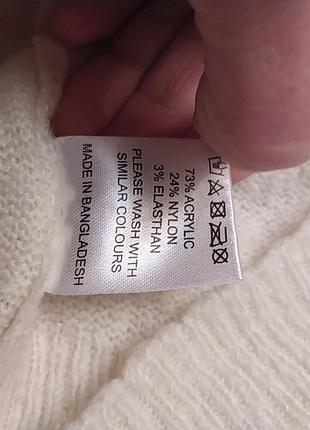 73% ACRYLIC
24% NYLON
3% ELASTHAN
PLEASE WASH WITH
SIMILAR COLOURS
MADE IN BANGLADESH